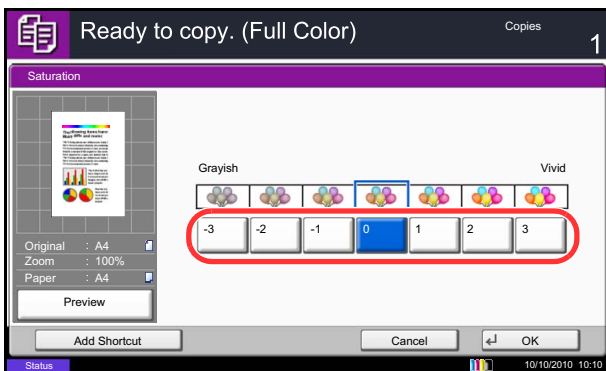 Ready to copy. (Full Color)
Copies
1
Saturation
Grayish
Vivid
-3
-2
-1
0
1
2
3
Original : A4
Zoom : 100%
Paper : A4
Preview
Add Shortcut
Cancel
OK
Status
10/10/2010 10:10